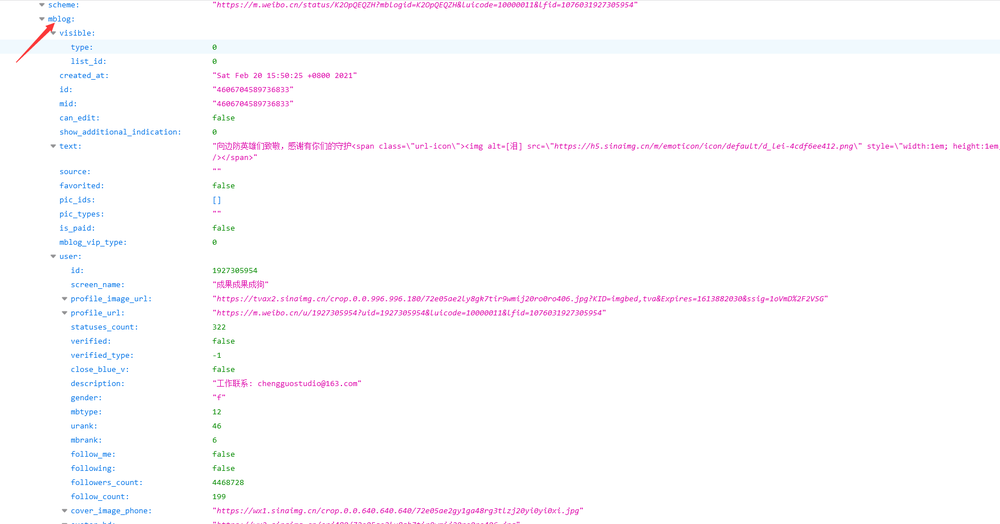 scheme: "https://m.weibo.cn/status/K2OpQEQZH?mblogid=K2OpQEQZH&luicode=10000011&lfid=1076031927305954"
mblog:
visible:
type: 0
list_id: 0
created_at: "Sat Feb 20 15:50:25 +0800 2021"
id: "4606704589736833"
mid: "4606704589736833"
can_edit: false
show_additional_indication: 0
text: "向边防英雄们致敬，感谢有你们的守护<span class=\"url-icon\"><img alt=[泪] src=\"https://h5.sinaimg.cn/m/emoticon/icon/default/d_lei-4cdf6ee412.png\" style=\"width:1em; height:1em;
/></span>"
source: ""
favorited: false
pic_ids: []
pic_types: ""
is_paid: false
mblog_vip_type: 0
user:
id: 1927305954
screen_name: "成果成果成狗"
profile_image_url: "https://tvax2.sinaimg.cn/crop.0.0.996.996.180/72e05ae2ly8gk7tir9wmij20ro0ro406.jpg?KID=imgbed,tva&Expires=1613882030&ssig=1oVmD%2F2VSG"
profile_url: "https://m.weibo.cn/u/1927305954?uid=1927305954&luicode=10000011&lfid=1076031927305954"
statuses_count: 322
verified: false
verified_type: -1
close_blue_v: false
description: "工作联系: chengguostudio@163.com"
gender: "f"
mbtype: 12
urank: 46
mbrank: 6
follow_me: false
following: false
followers_count: 4468728
follow_count: 199
cover_image_phone: "https://wx1.sinaimg.cn/crop.0.0.640.640.640/72e05ae2gy1ga48rg3tlzj20yi0yi0xi.jpg"